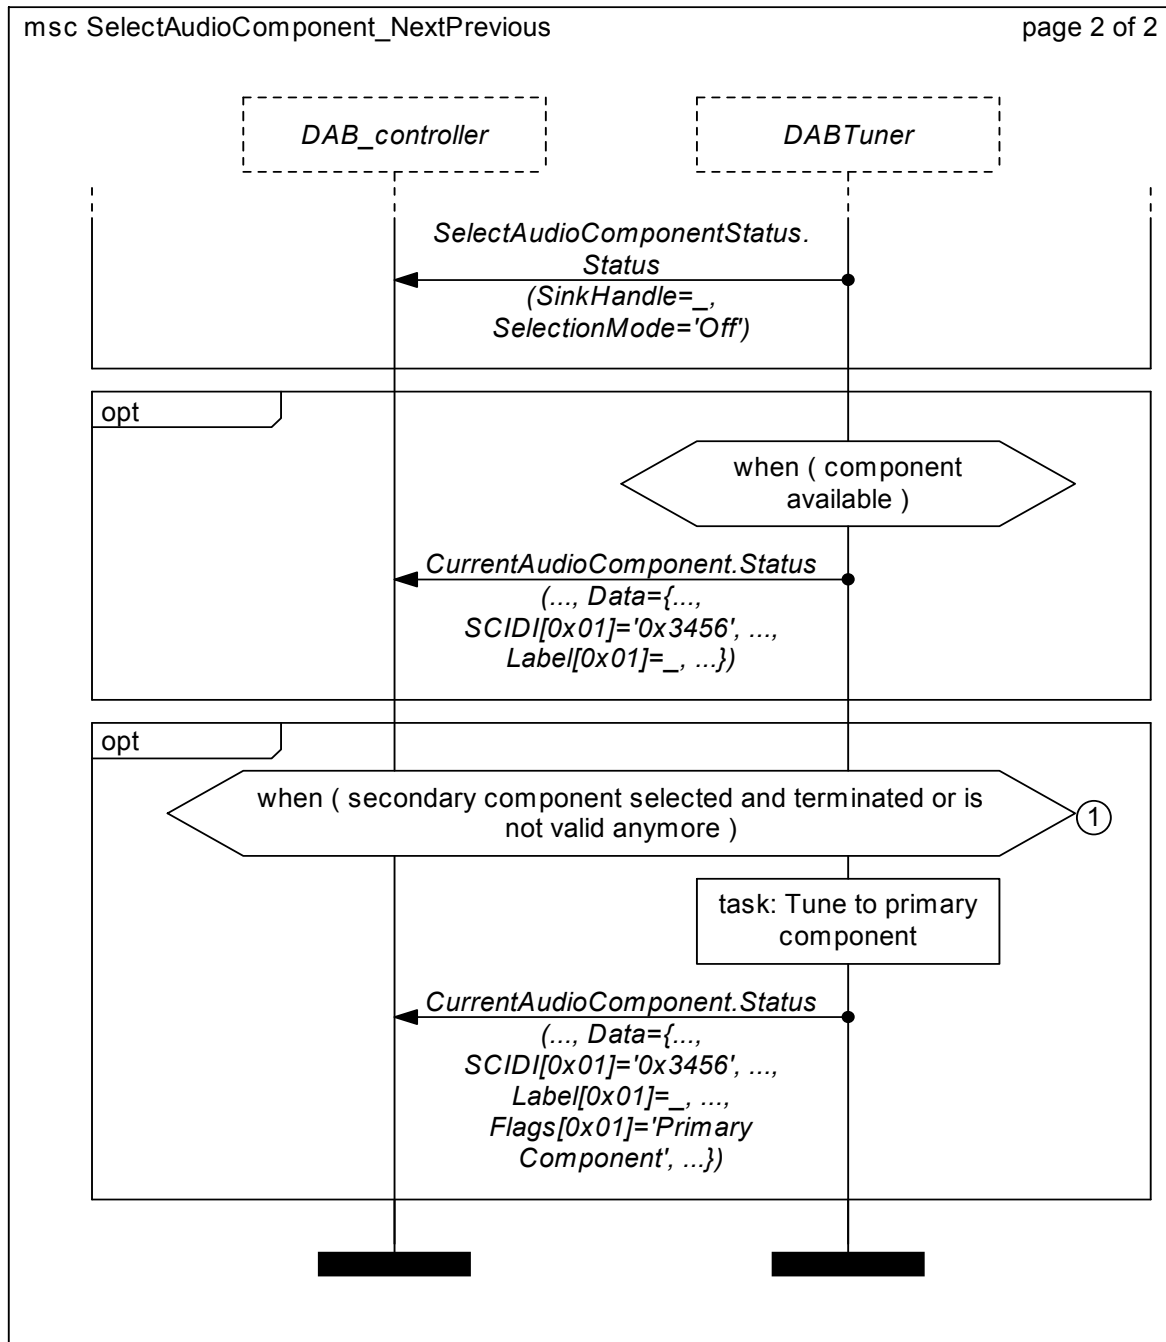 msc SelectAudioComponent_NextPrevious
page 2 of 2
DAB_controller
DABTuner
SelectAudioComponentStatus.
Status
(SinkHandle=_,
SelectionMode='Off')
opt
when ( component
available )
CurrentAudioComponent.Status
(..., Data={...,
SCIDI[0x01]='0x3456', ...,
Label[0x01]=_, ...})
opt
when ( secondary component selected and terminated or is
not valid anymore )
1
task: Tune to primary
component
CurrentAudioComponent.Status
(..., Data={...,
SCIDI[0x01]='0x3456', ...,
Label[0x01]=_, ...,
Flags[0x01]='Primary
Component', ...})